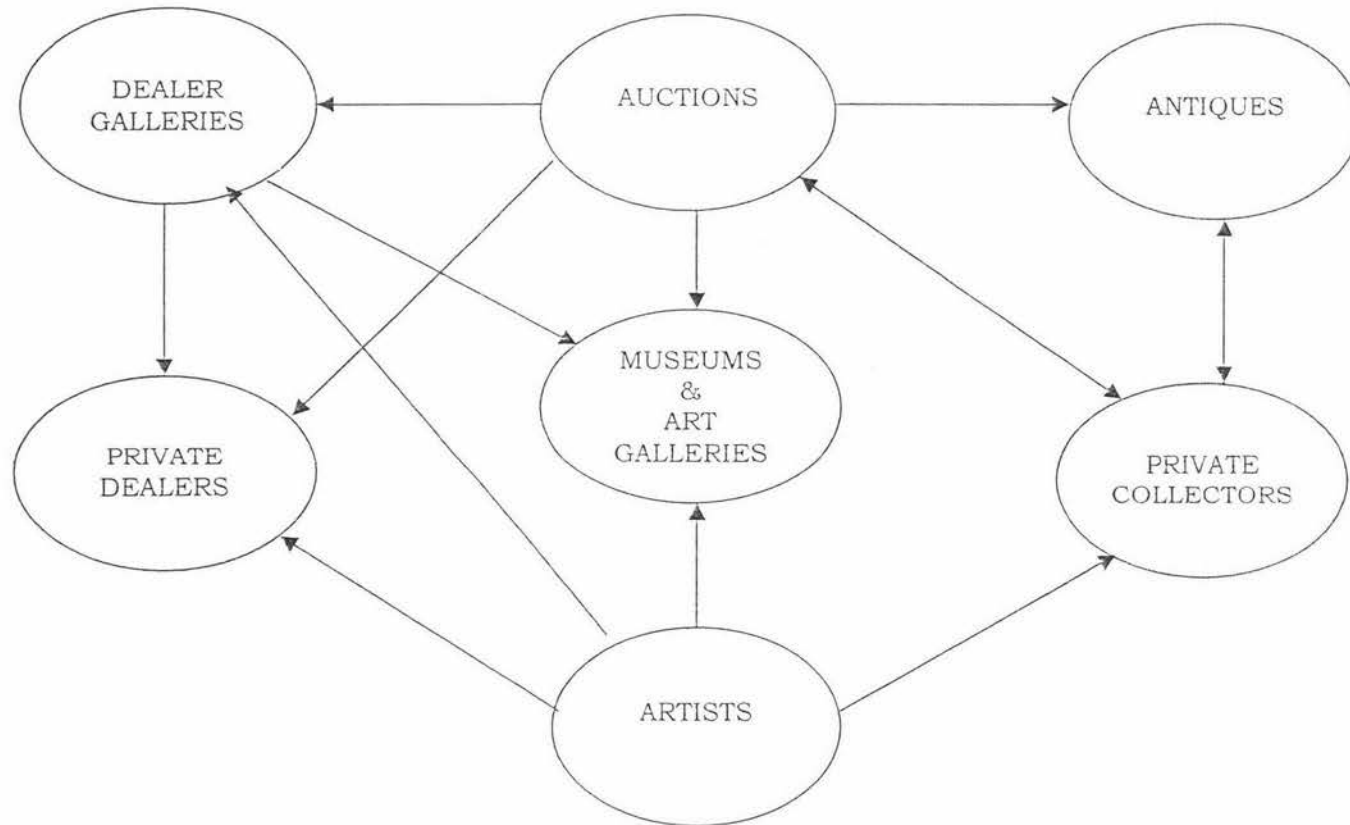 DEALER
GALLERIES
AUCTIONS
ANTIQUES
MUSEUMS
&
ART
GALLERIES
PRIVATE
DEALERS
PRIVATE
COLLECTORS
ARTISTS